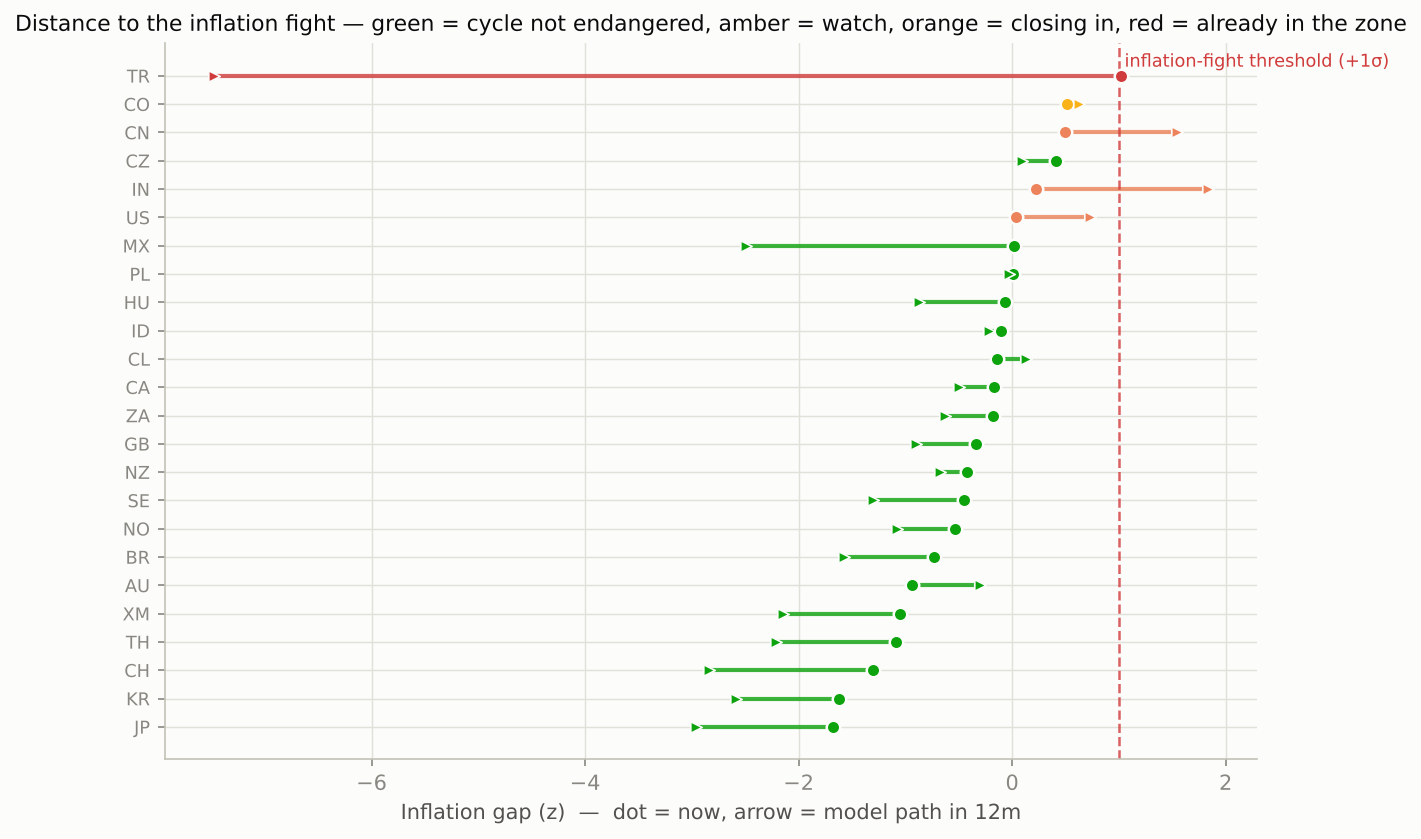 Distance to the inflation fight — green = cycle not endangered, amber = watch, orange = closing in, red = already in the zone
inflation-fight threshold (+1σ)
TR
CO
CN
CZ
IN
US
MX
PL
HU
ID
CL
CA
ZA
GB
NZ
SE
NO
BR
AU
XM
TH
CH
KR
JP
−6 −4 −2 0 2
Inflation gap (z) — dot = now, arrow = model path in 12m